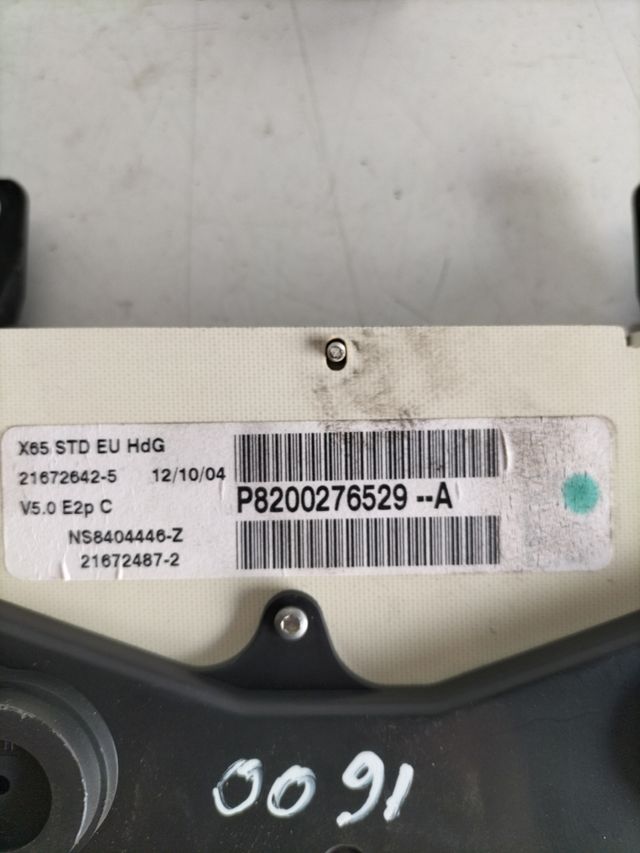 X65 STD EU HdG
21672642-5 12/10/04
V5.0 E2p C
P8200276529 --A
NS8404446-Z
21672487-2
0091